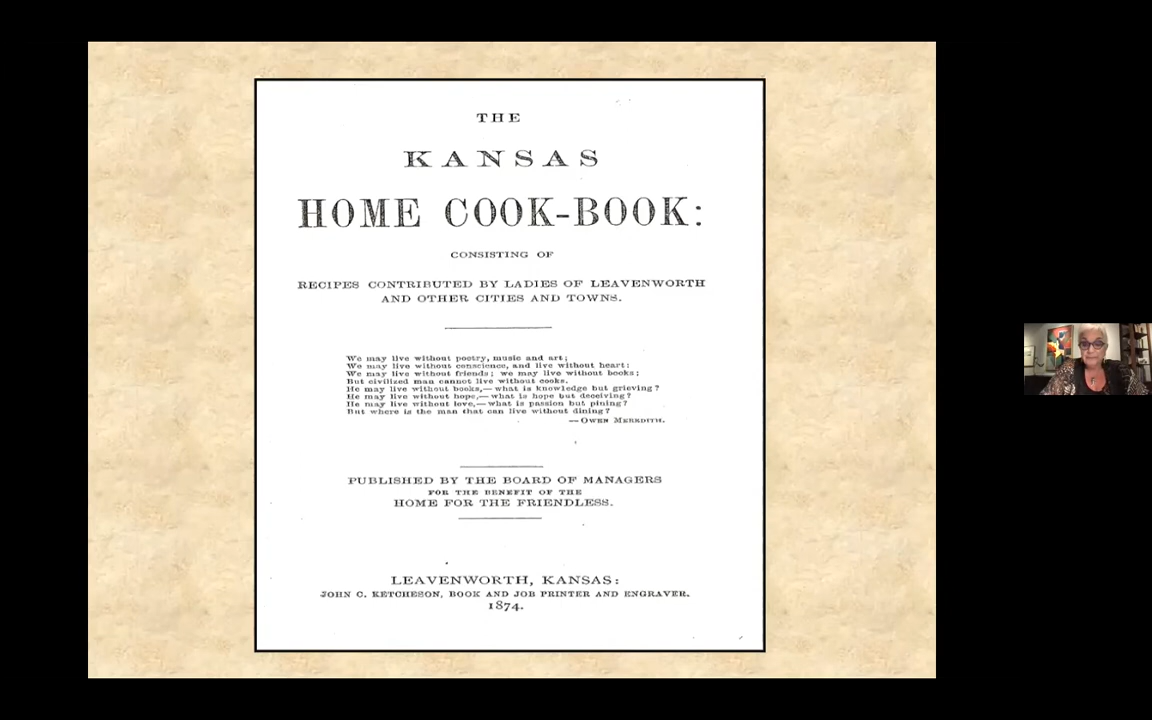 THE
KANSAS
HOME COOK-BOOK:
CONSISTING OF
RECIPES CONTRIBUTED BY LADIES OF LEAVENWORTH
AND OTHER CITIES AND TOWNS.
We may live without poetry, music and art;
We may live without conscience, and live without heart:
We may live without friends; we may live without books;
But civilized man cannot live without cooks.
He may live without books,— what is knowledge but grieving?
He may live without hope,— what is hope but deceiving?
He may live without love,— what is passion but pining?
But where is the man that can live without dining?
—OWEN MEREDITH.
PUBLISHED BY THE BOARD OF MANAGERS
FOR THE BENEFIT OF THE
HOME FOR THE FRIENDLESS.
LEAVENWORTH, KANSAS:
JOHN C. KETCHESON, BOOK AND JOB PRINTER AND ENGRAVER.
1874.